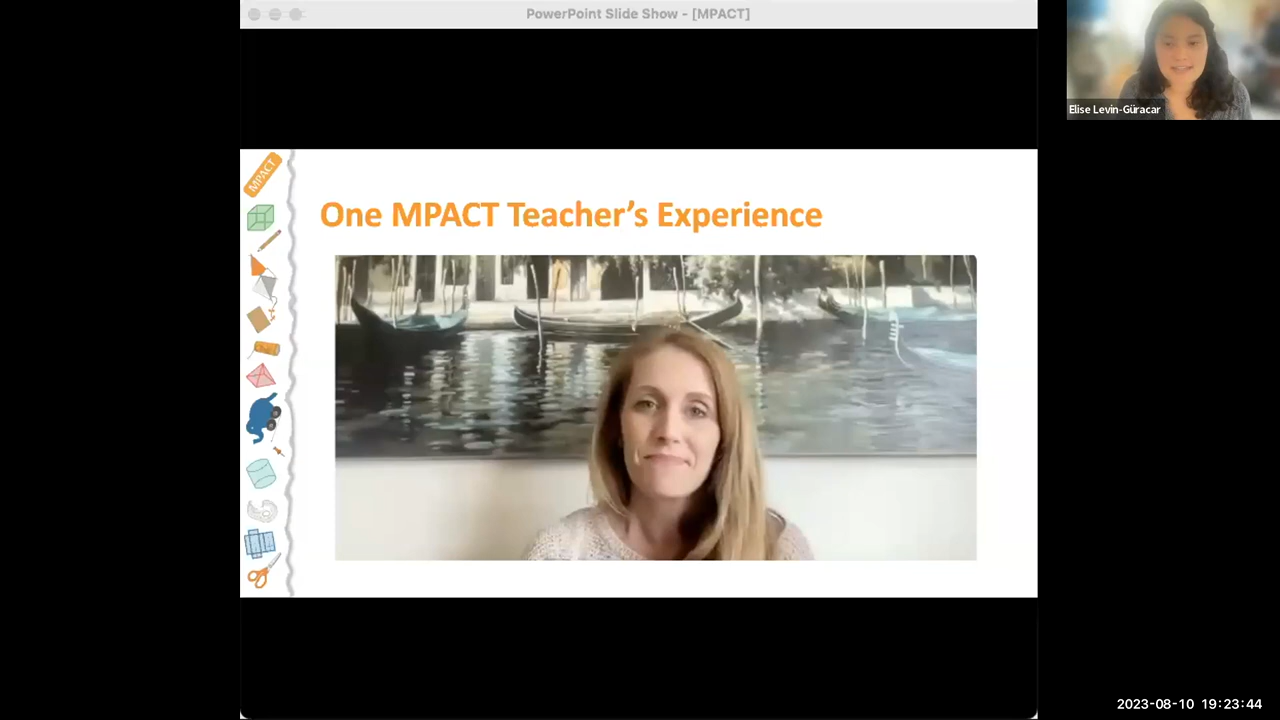 PowerPoint Slide Show - [MPACT]
Elise Levin-Güracar
MPACT
One MPACT Teacher's Experience
2023-08-10 19:23:44